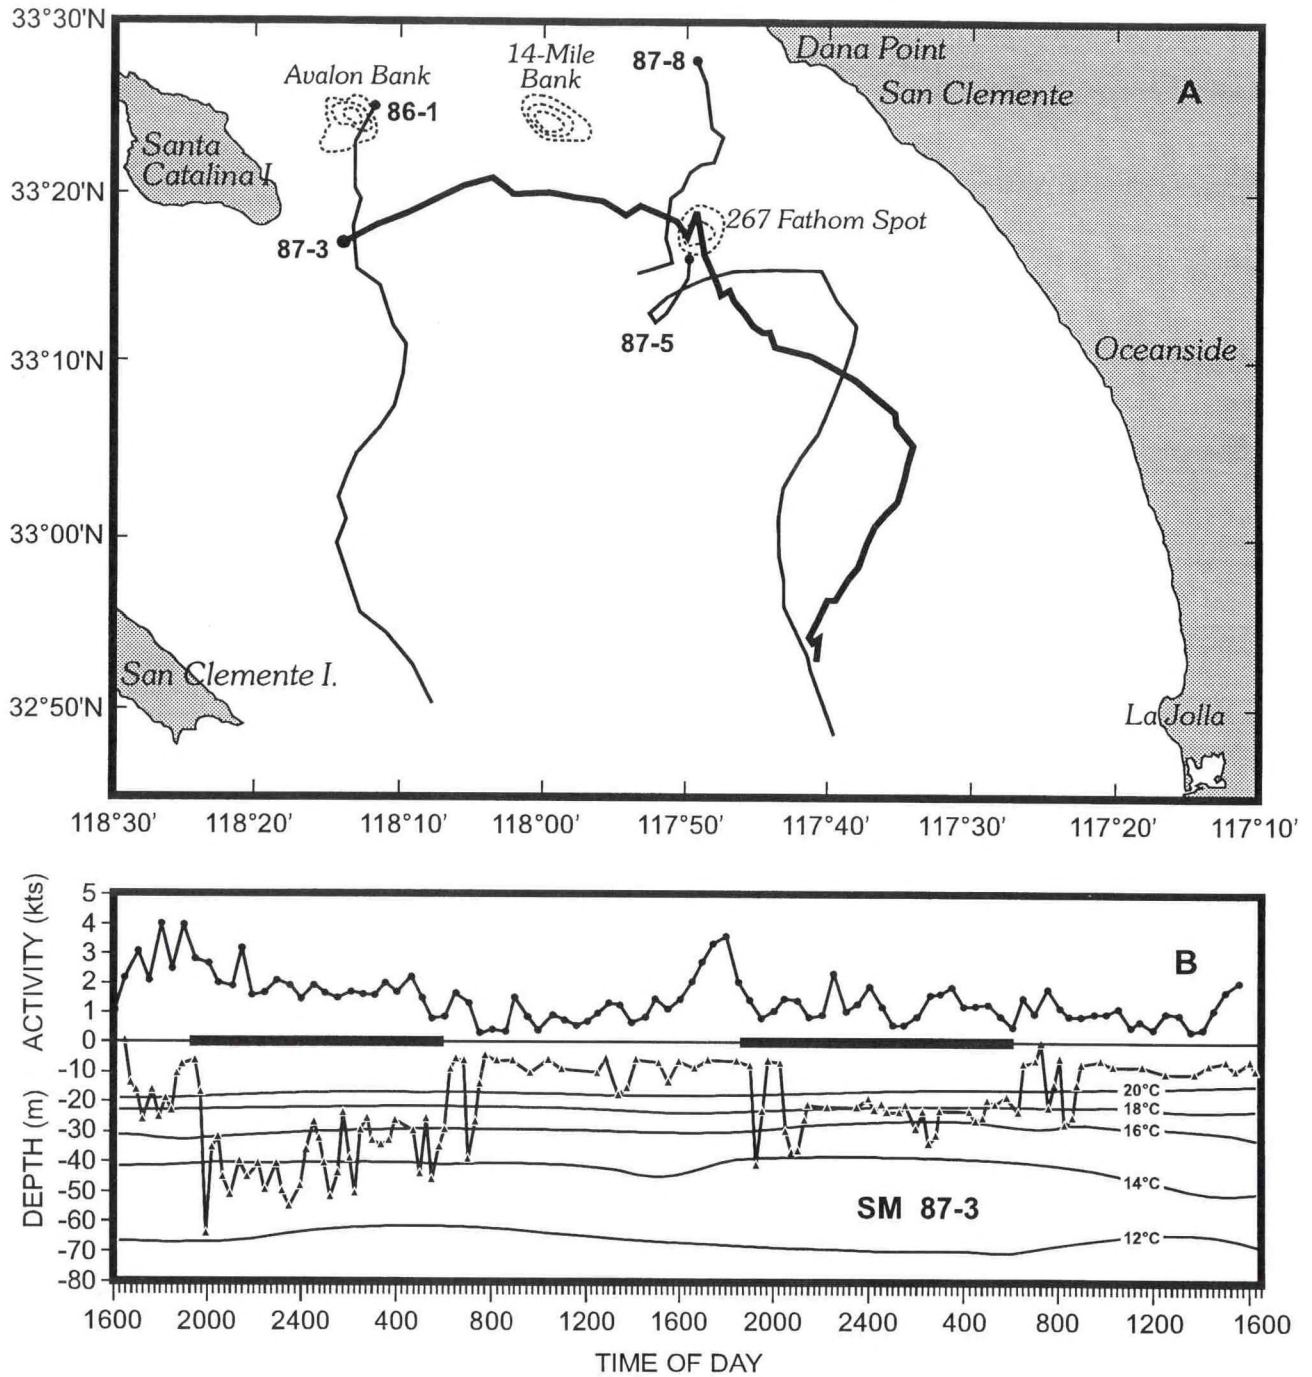 33°30'N
33°20'N
33°10'N
33°00'N
32°50'N
Avalon Bank
14-Mile
Bank
87-8
Dana Point
San Clemente
A
86-1
Santa
Catalina I
87-3
267 Fathom Spot
87-5
Oceanside
San Clemente I.
La Jolla
118°30' 118°20' 118°10' 118°00' 117°50' 117°40' 117°30' 117°20' 117°10'
ACTIVITY (kts)
5
4
3
2
1
0
B
DEPTH (m)
-10
-20
-30
-40
-50
-60
-70
-80
20°C
18°C
16°C
14°C
12°C
SM 87-3
1600 2000 2400 400 800 1200 1600 2000 2400 400 800 1200 1600
TIME OF DAY